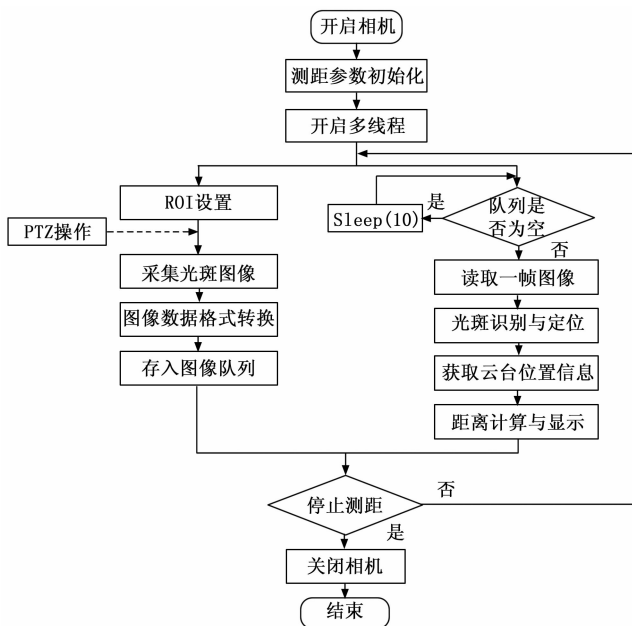 开启相机
测距参数初始化
开启多线程
ROI设置
PTZ操作
采集光斑图像
图像数据格式转换
存入图像队列
队列是
否为空
是
Sleep(10)
否
读取一帧图像
光斑识别与定位
获取云台位置信息
距离计算与显示
停止测距
否
是
关闭相机
结束